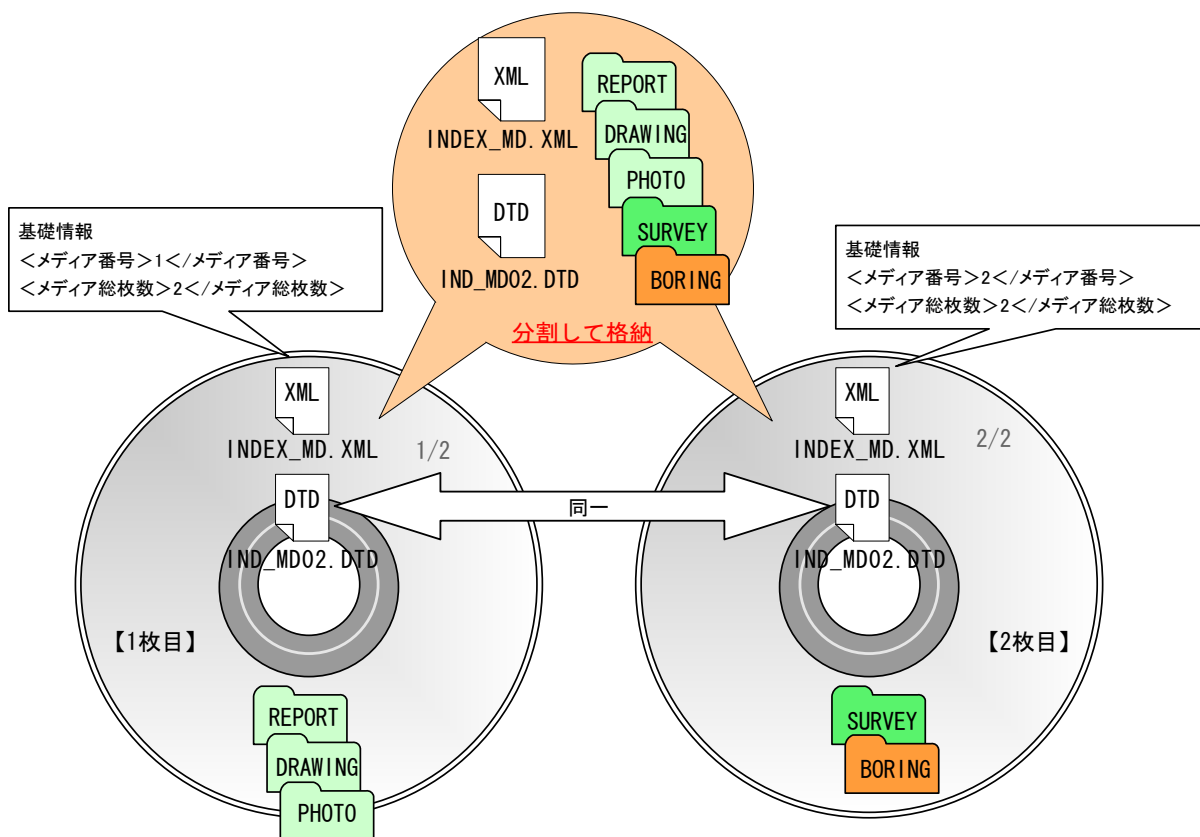 XML
INDEX_MD.XML
DTD
IND_MD02.DTD
REPORT
DRAWING
PHOTO
SURVEY
BORING
分割して格納
基礎情報
<メディア番号>1</メディア番号>
<メディア総枚数>2</メディア総枚数>
基礎情報
<メディア番号>2</メディア番号>
<メディア総枚数>2</メディア総枚数>
XML
INDEX_MD.XML
1/2
DTD
IND_MD02.DTD
【1枚目】
REPORT
DRAWING
PHOTO
同一
XML
INDEX_MD.XML
2/2
DTD
IND_MD02.DTD
【2枚目】
SURVEY
BORING